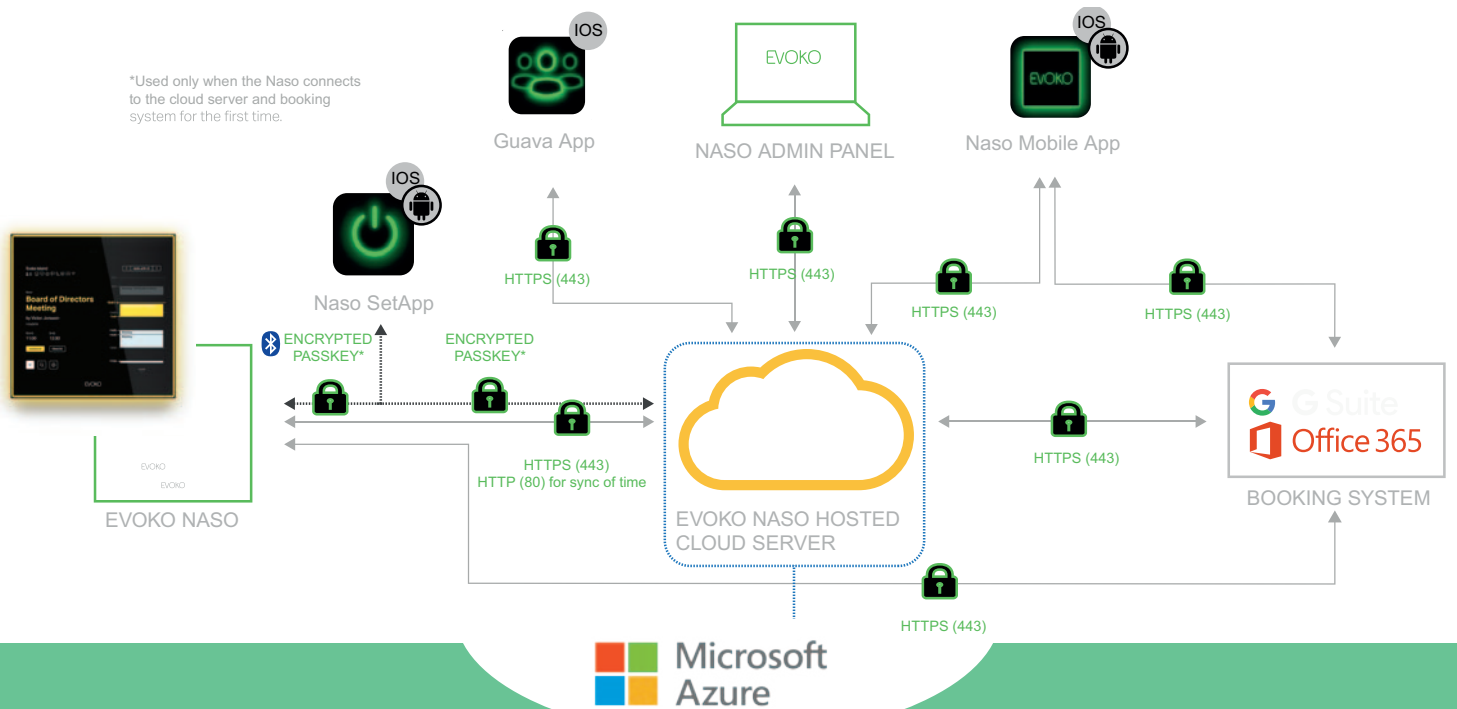 IOS
IOS
EVOKO
EVOKO
*Used only when the Naso connects
to the cloud server and booking
system for the first time.
Guava App
NASO ADMIN PANEL
Naso Mobile App
IOS
Naso SetApp
HTTPS (443)
HTTPS (443)
HTTPS (443)
HTTPS (443)
Board of Directors
Meeting
EVOKO
ENCRYPTED
PASSKEY*
ENCRYPTED
PASSKEY*
HTTPS (443)
HTTP (80) for sync of time
HTTPS (443)
G Suite
Office 365
BOOKING SYSTEM
EVOKO
EVOKO
EVOKO NASO
EVOKO NASO HOSTED
CLOUD SERVER
HTTPS (443)
Microsoft
Azure